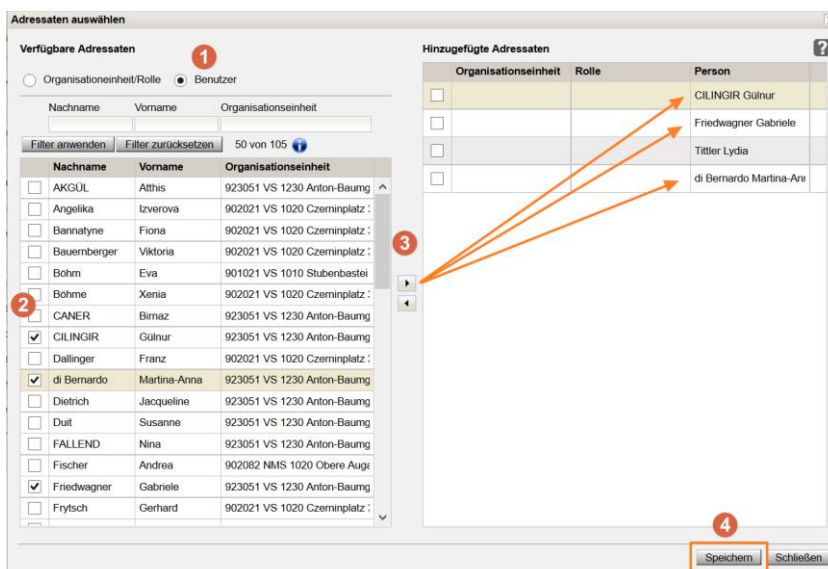 Adressaten auswählen
Verfügbare Adressaten
1
Organisationeinheit/Rolle Benutzer
Nachname Vorname Organisationseinheit
Filter anwenden Filter zurücksetzen 50 von 105 i
Nachname Vorname Organisationseinheit
AKGÜL Atthis 923051 VS 1230 Anton-Baumg
Angelika Izverova 902021 VS 1020 Czerninplatz
Bannatyne Fiona 902021 VS 1020 Czerninplatz
Bauernberger Viktoria 902021 VS 1020 Czerninplatz
Böhm Eva 901021 VS 1010 Stubenbastei
Böhme Xenia 902021 VS 1020 Czerninplatz
CANER Birnaz 923051 VS 1230 Anton-Baumg
CILINGIR Gülnur 923051 VS 1230 Anton-Baumg
Dallinger Franz 902021 VS 1020 Czerninplatz
di Bernardo Martina-Anna 923051 VS 1230 Anton-Baumg
Dietrich Jacqueline 923051 VS 1230 Anton-Baumg
Duit Susanne 923051 VS 1230 Anton-Baumg
FALLEND Nina 923051 VS 1230 Anton-Baumg
Fischer Andrea 902082 NMS 1020 Obere Auga
Friedwagner Gabriele 923051 VS 1230 Anton-Baumg
Frytsch Gerhard 902021 VS 1020 Czerninplatz
2
3
Hinzugefügte Adressaten ?
Organisationseinheit Rolle Person
CILINGIR Gülnur
Friedwagner Gabriele
Tittler Lydia
di Bernardo Martina-Anr
4
Speichern Schließen